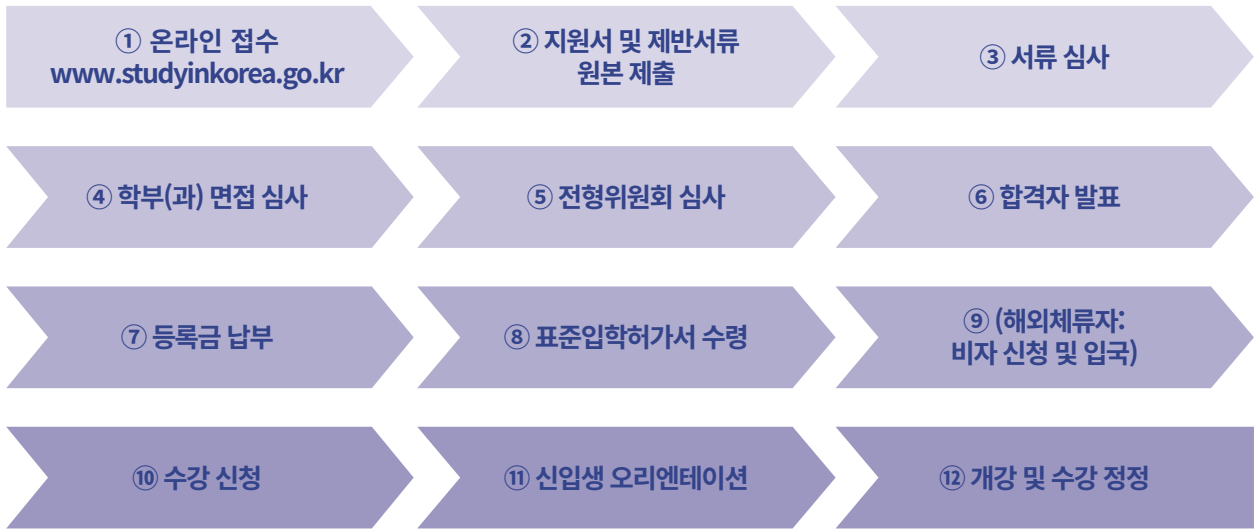 ① 온라인 접수
www.studyinkorea.go.kr
② 지원서 및 제반서류
원본 제출
③ 서류 심사
④ 학부(과) 면접 심사
⑤ 전형위원회 심사
⑥ 합격자 발표
⑦ 등록금 납부
⑧ 표준입학허가서 수령
⑨ (해외체류자:
비자 신청 및 입국)
⑩ 수강 신청
⑪ 신입생 오리엔테이션
⑫ 개강 및 수강 정정